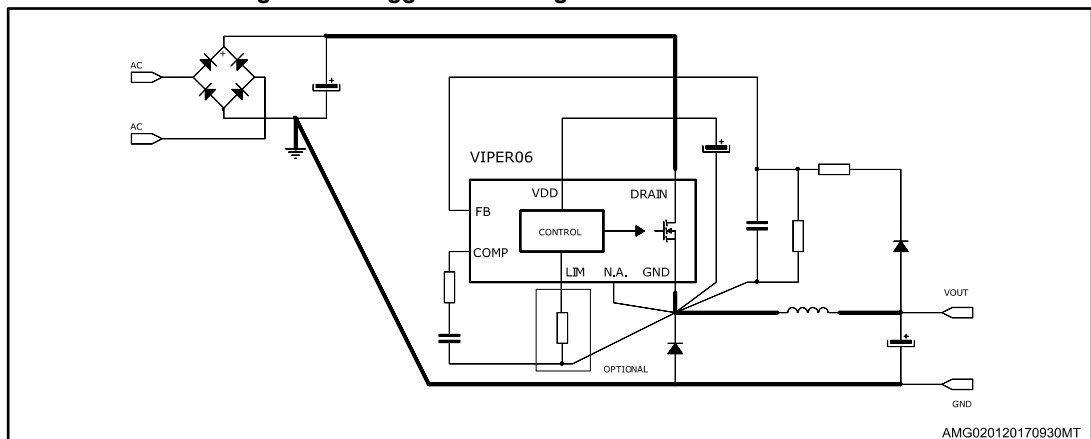 AC
AC
VIPER06
VDD
DRAIN
FB
CONTROL
COMP
LIM
N.A.
GND
VOUT
OPTIONAL
GND
AMG020120170930MT